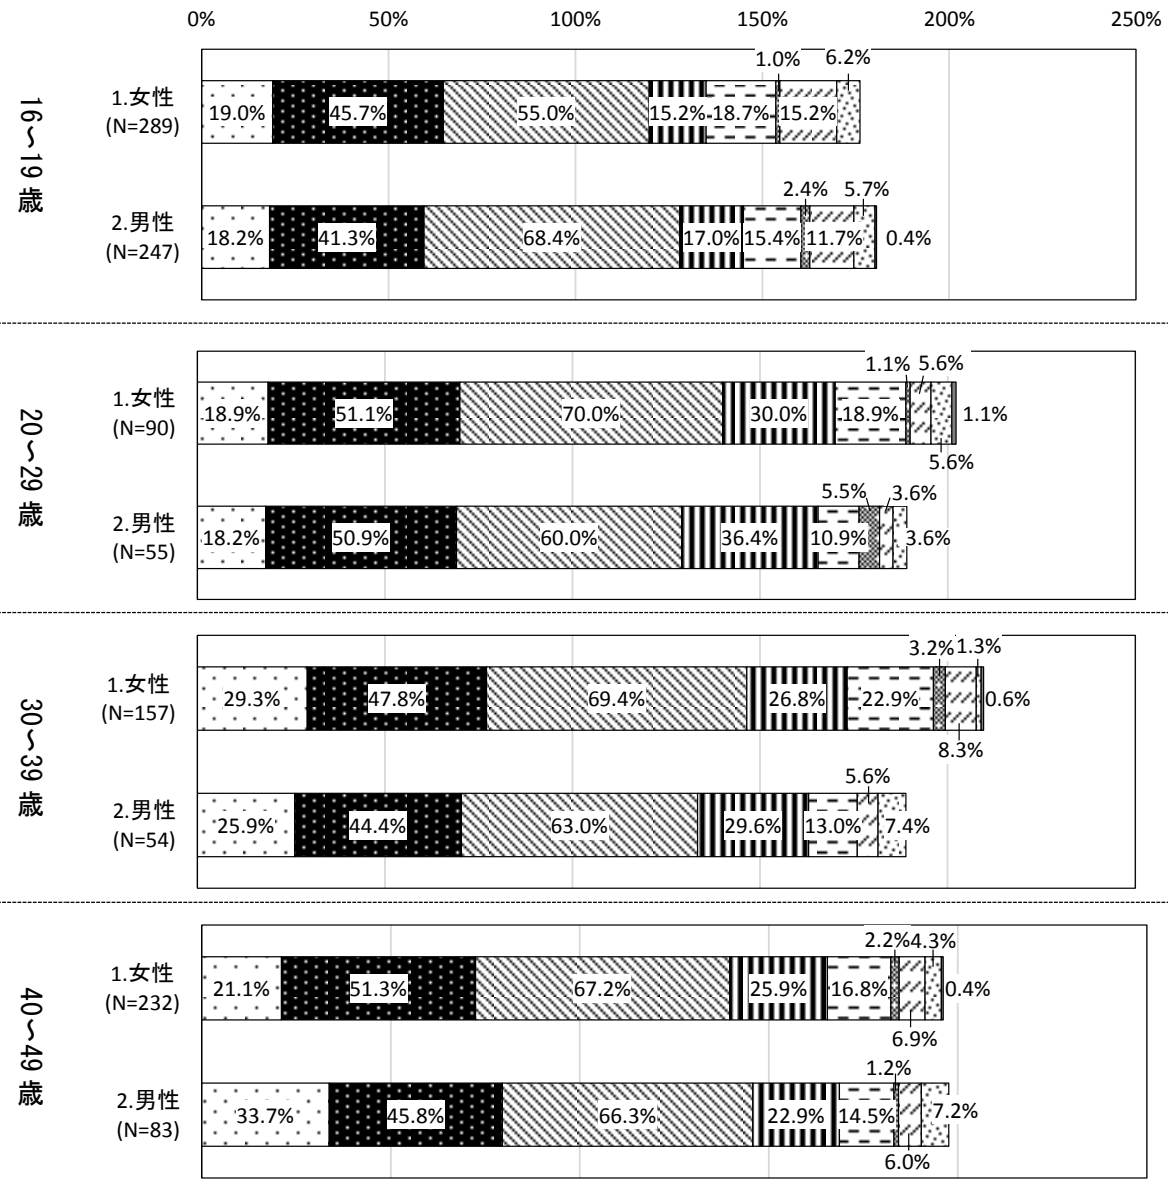 0% 50% 100% 150% 200% 250%
16～19 歳
1.女性
(N=289)
19.0% 45.7% 55.0% 15.2% 18.7% 1.0% 15.2% 6.2%
2.男性
(N=247)
18.2% 41.3% 68.4% 17.0% 15.4% 2.4% 11.7% 5.7% 0.4%
20～29 歳
1.女性
(N=90)
18.9% 51.1% 70.0% 30.0% 18.9% 1.1% 5.6% 5.6% 1.1%
2.男性
(N=55)
18.2% 50.9% 60.0% 36.4% 10.9% 5.5% 3.6% 3.6%
30～39 歳
1.女性
(N=157)
29.3% 47.8% 69.4% 26.8% 22.9% 3.2% 8.3% 1.3% 0.6%
2.男性
(N=54)
25.9% 44.4% 63.0% 29.6% 13.0% 5.6% 7.4%
40～49 歳
1.女性
(N=232)
21.1% 51.3% 67.2% 25.9% 16.8% 2.2% 6.9% 4.3% 0.4%
2.男性
(N=83)
33.7% 45.8% 66.3% 22.9% 14.5% 1.2% 6.0% 7.2%